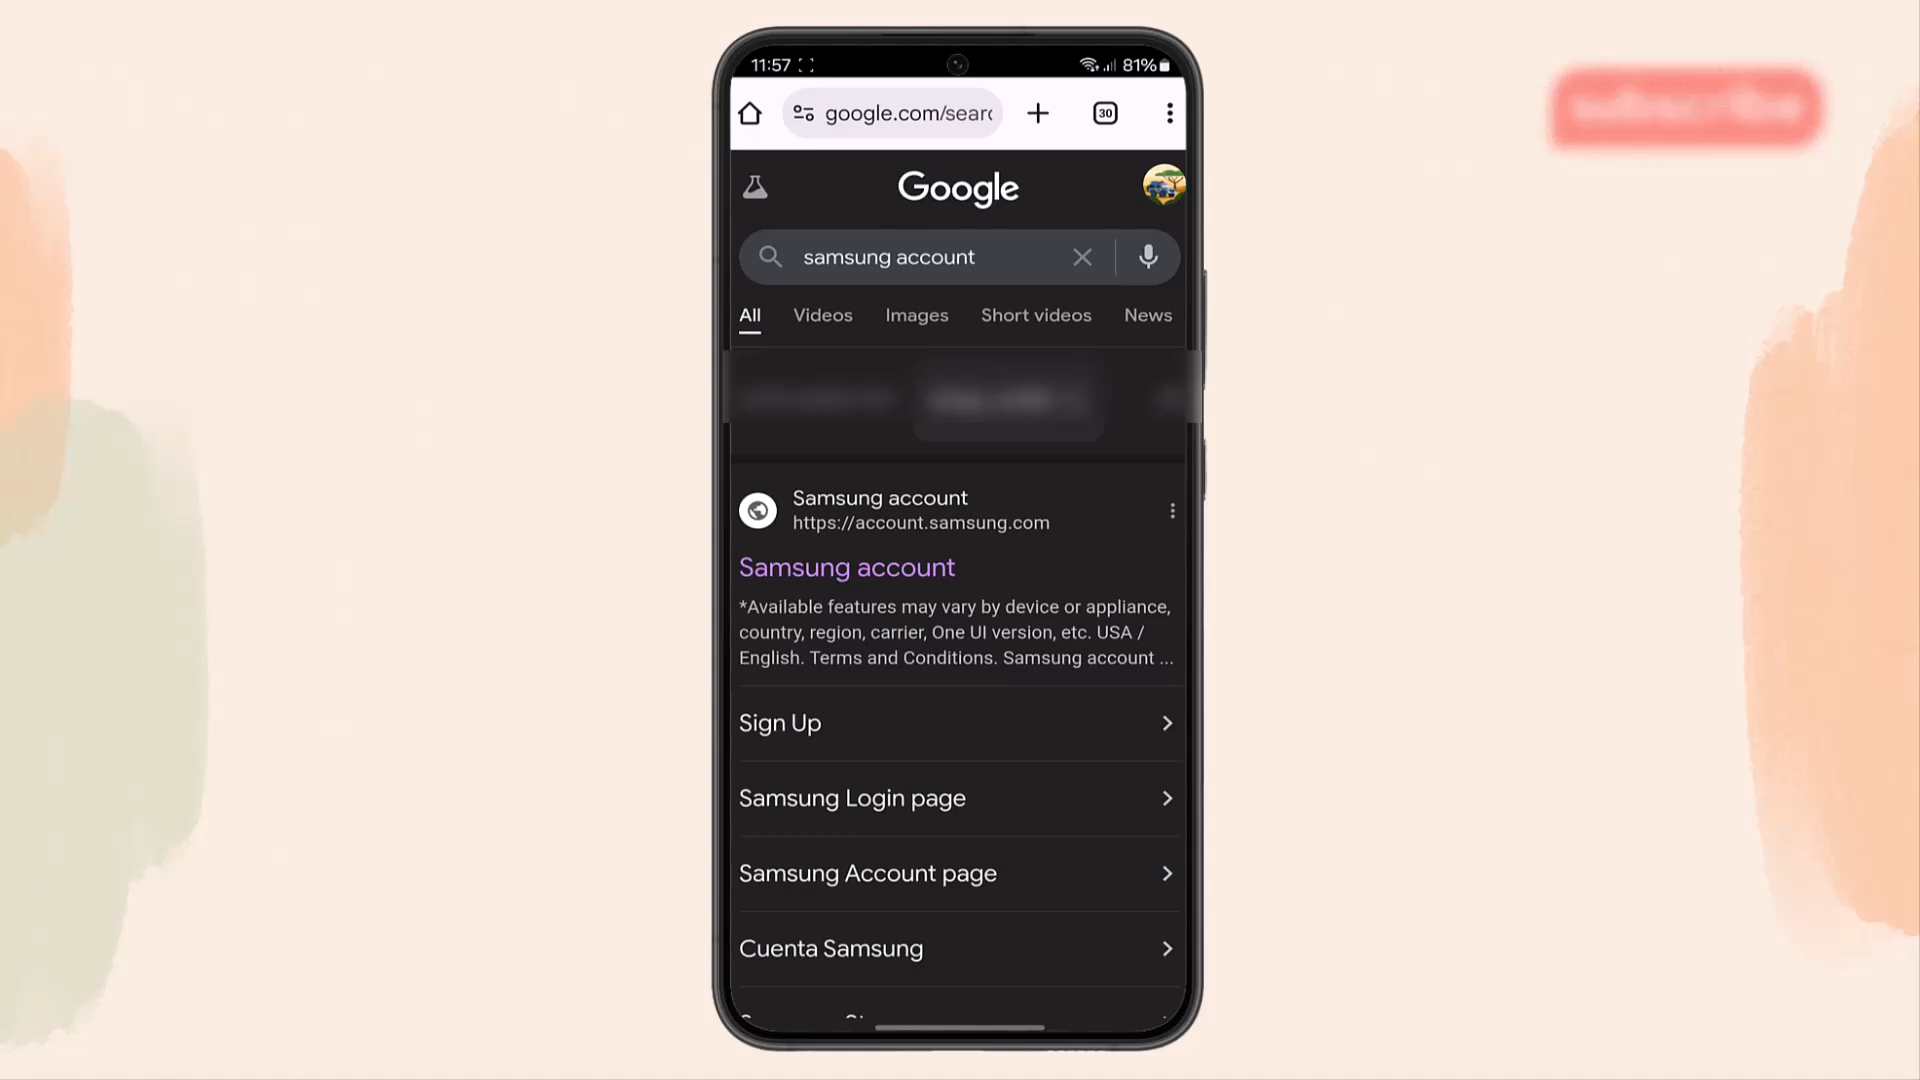 11:57
81%
google.com/searc
30
Google
samsung account
All Videos Images Short videos News
Samsung account
https://account.samsung.com
Samsung account
*Available features may vary by device or appliance,
country, region, carrier, One UI version, etc. USA /
English. Terms and Conditions. Samsung account ...
Sign Up
Samsung Login page
Samsung Account page
Cuenta Samsung